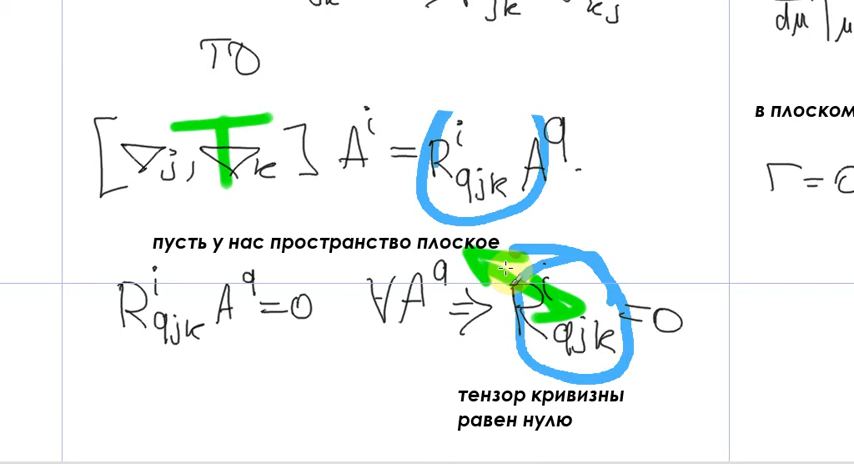 то
[∇j, ∇k] A^i = R^i_qjk A^q.
в плоском
Γ = 0
пусть у нас пространство плоское
R^i_qjk A^q = 0 ∀A^q ⇒ R^i_qjk = 0
тензор кривизны
равен нулю